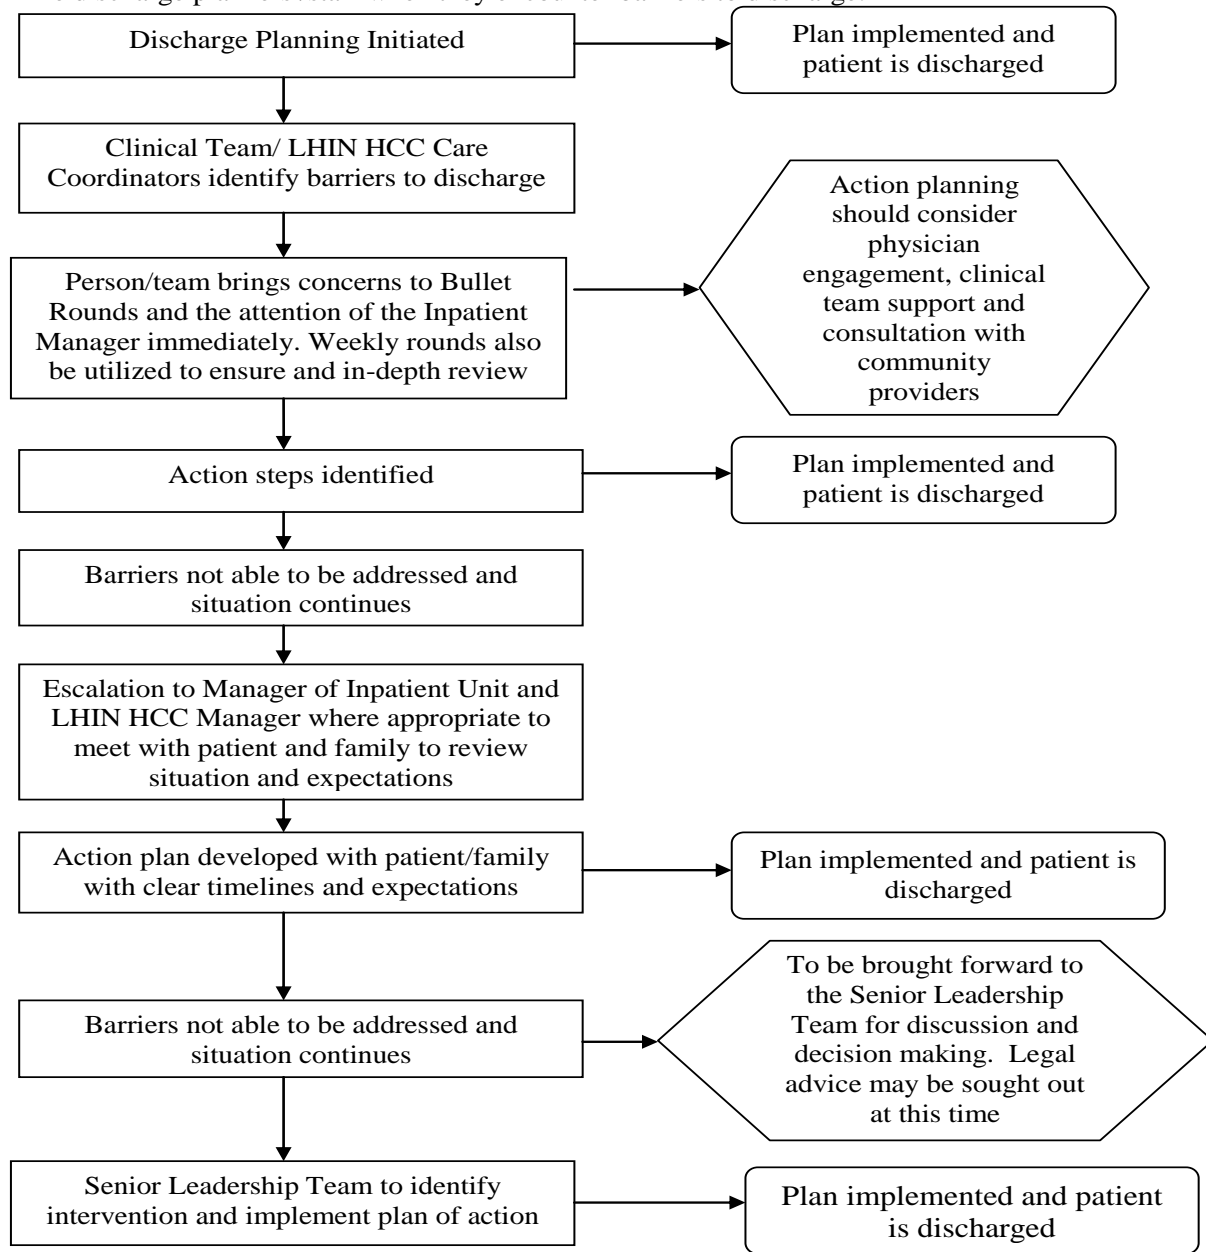 Discharge Planning Initiated
Plan implemented and
patient is discharged
Clinical Team/ LHIN HCC Care
Coordinators identify barriers to discharge
Person/team brings concerns to Bullet
Rounds and the attention of the Inpatient
Manager immediately. Weekly rounds also
be utilized to ensure and in-depth review
Action planning
should consider
physician
engagement, clinical
team support and
consultation with
community
providers
Action steps identified
Plan implemented and
patient is discharged
Barriers not able to be addressed and
situation continues
Escalation to Manager of Inpatient Unit and
LHIN HCC Manager where appropriate to
meet with patient and family to review
situation and expectations
Action plan developed with patient/family
with clear timelines and expectations
Plan implemented and patient is
discharged
Barriers not able to be addressed and
situation continues
To be brought forward to
the Senior Leadership
Team for discussion and
decision making.  Legal
advice may be sought out
at this time
Senior Leadership Team to identify
intervention and implement plan of action
Plan implemented and patient
is discharged